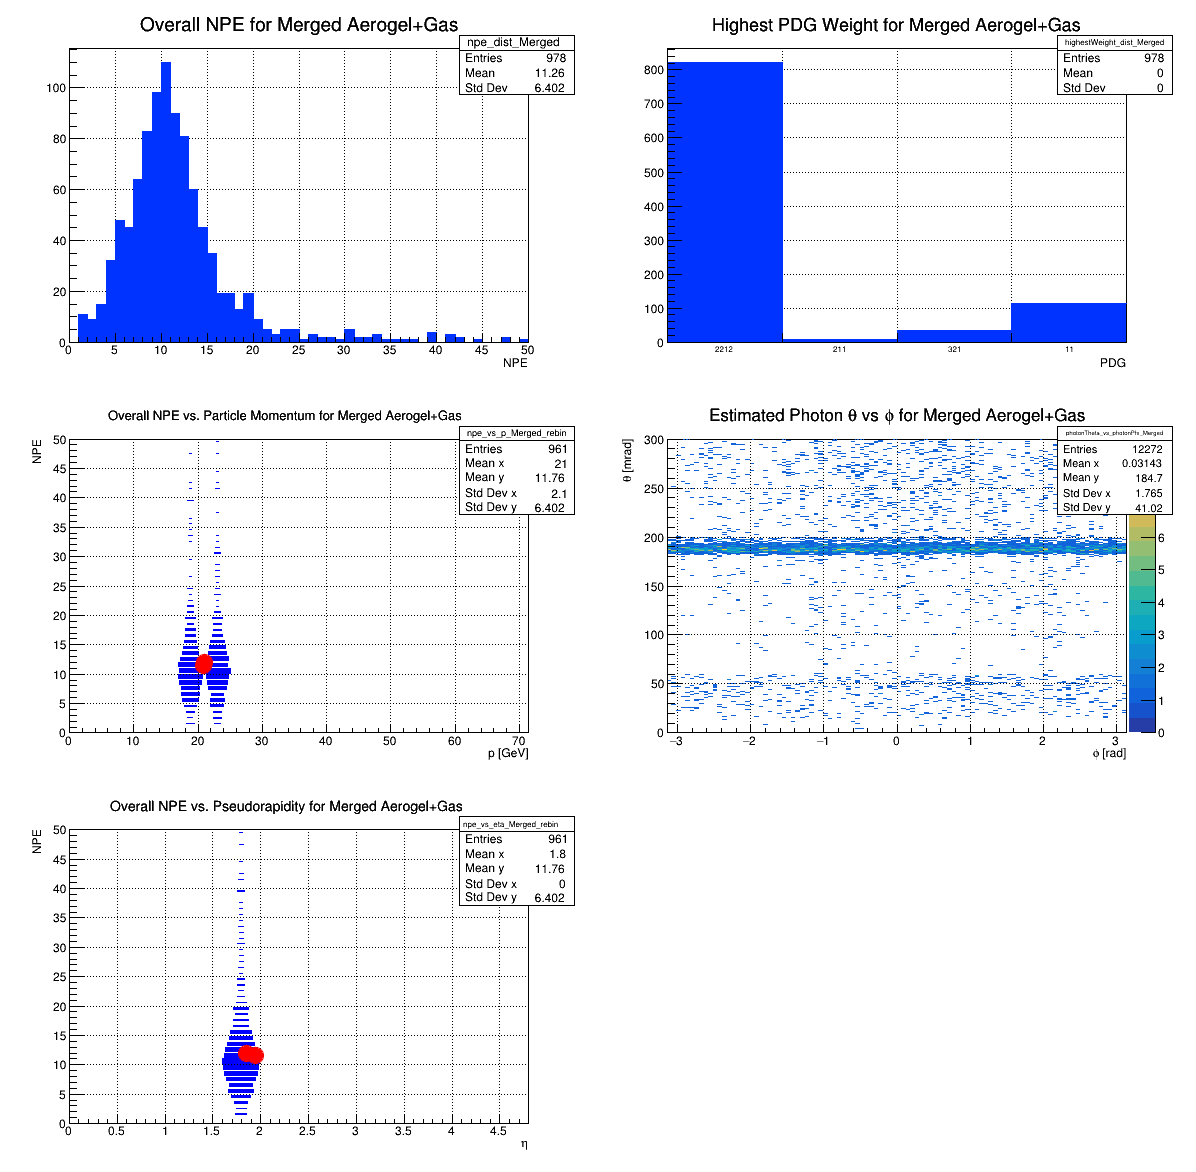 Overall NPE for Merged Aerogel+Gas
npe_dist_Merged
Entries 978
Mean 11.26
Std Dev 6.402
100
80
60
40
20
0
0 5 10 15 20 25 30 35 40 45 50
NPE
Highest PDG Weight for Merged Aerogel+Gas
highestWeight_dist_Merged
Entries 978
Mean 0
Std Dev 0
800
700
600
500
400
300
200
100
0
2212 211 321 11
PDG
Overall NPE vs. Particle Momentum for Merged Aerogel+Gas
npe_vs_p_Merged_rebin
Entries 961
Mean x 21
Mean y 11.76
Std Dev x 2.1
Std Dev y 6.402
NPE
50
45
40
35
30
25
20
15
10
5
0
0 10 20 30 40 50 60 70
p [GeV]
Estimated Photon θ vs ϕ for Merged Aerogel+Gas
photonTheta_vs_photonPhi_Merged
Entries 12272
Mean x 0.03143
Mean y 184.7
Std Dev x 1.765
Std Dev y 41.02
θ [mrad]
300
250
200
150
100
50
0
−3 −2 −1 0 1 2 3
ϕ [rad]
6
5
4
3
2
1
0
Overall NPE vs. Pseudorapidity for Merged Aerogel+Gas
npe_vs_eta_Merged_rebin
Entries 961
Mean x 1.8
Mean y 11.76
Std Dev x 0
Std Dev y 6.402
NPE
50
45
40
35
30
25
20
15
10
5
0
0 0.5 1 1.5 2 2.5 3 3.5 4 4.5
η